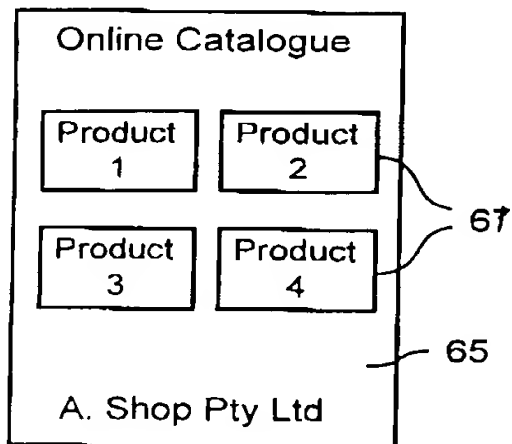 Online Catalogue
Product
1
Product
2
Product
3
Product
4
67
65
A. Shop Pty Ltd